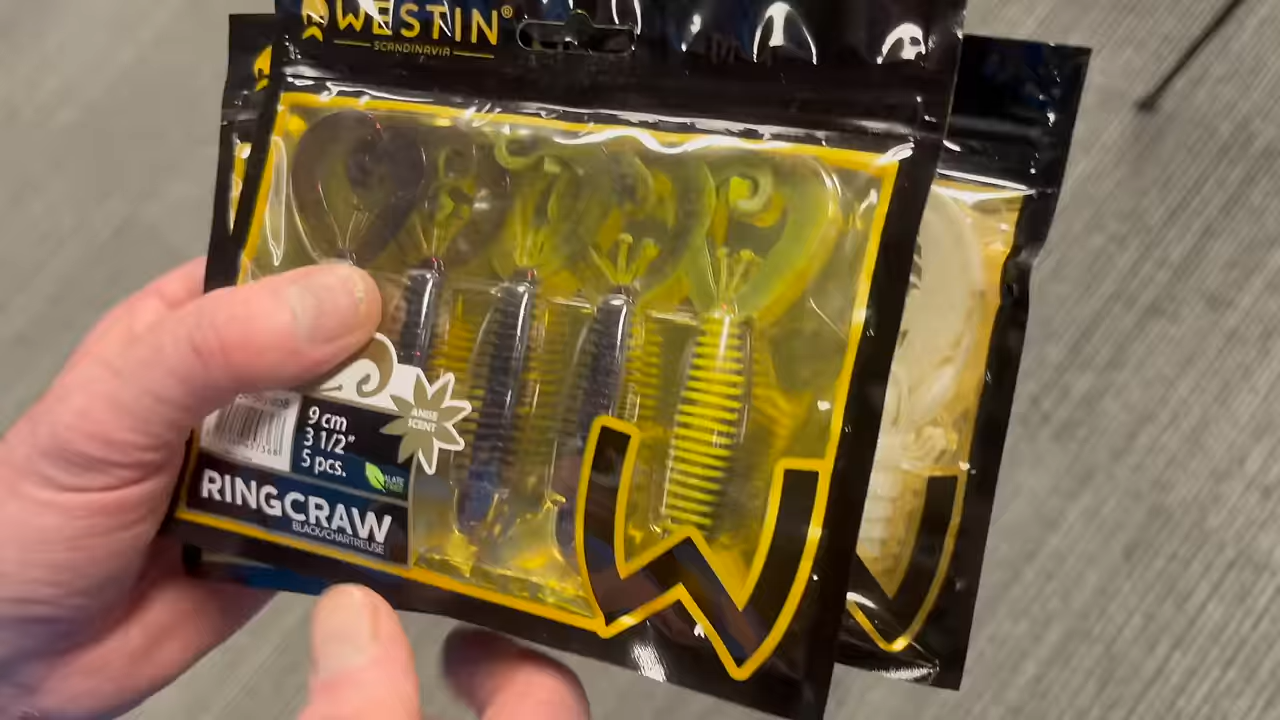 WESTIN®
SCANDINAVIA
ANISE
SCENT
9 cm
3 1/2"
5 pcs.
RINGCRAW
BLACK/CHARTREUSE
W